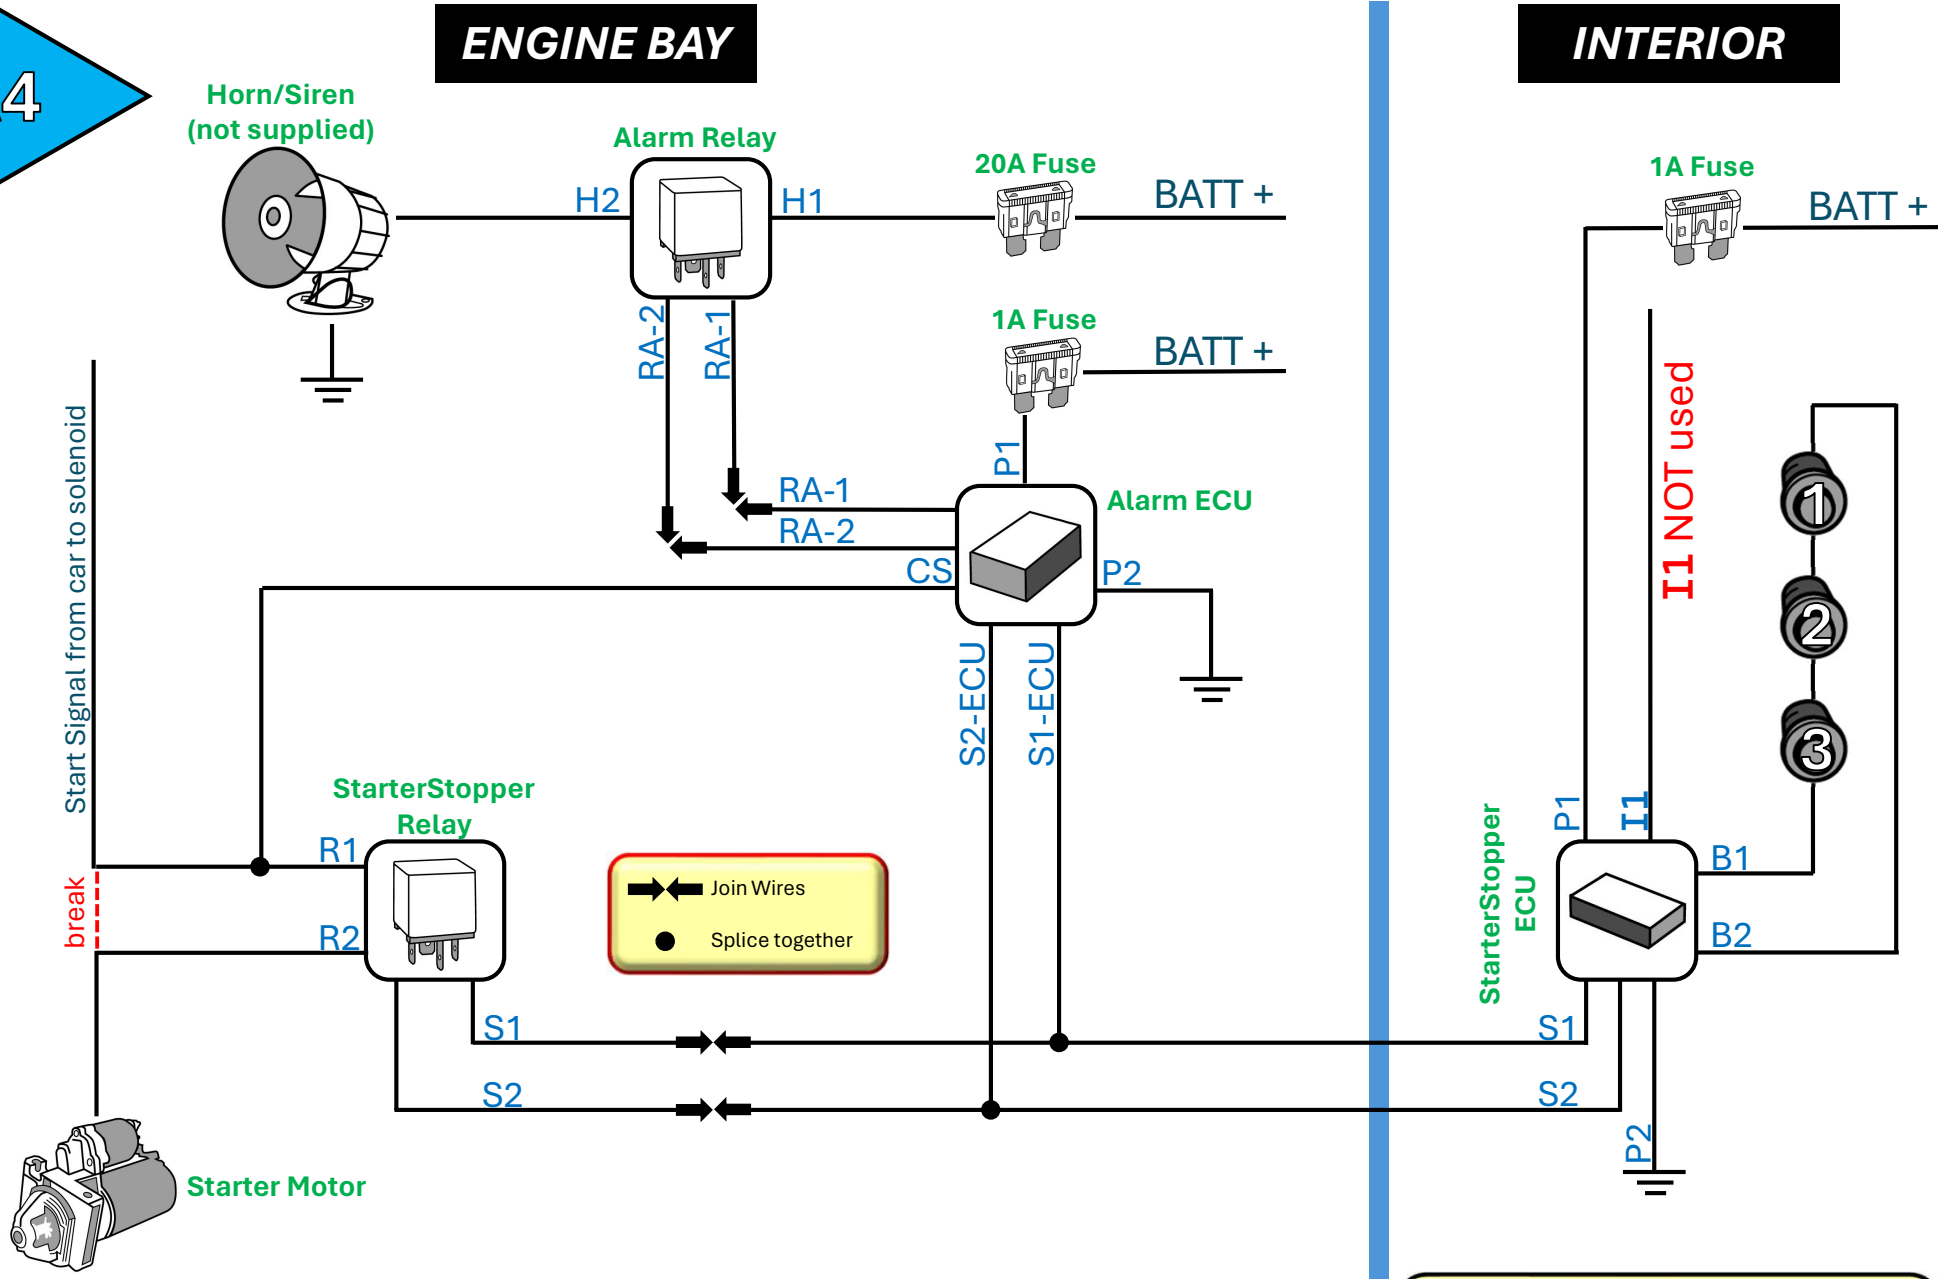 ENGINE BAY
INTERIOR
4
Horn/Siren
(not supplied)
Alarm Relay
20A Fuse
BATT +
H2
H1
1A Fuse
BATT +
RA-2
RA-1
1A Fuse
BATT +
P1
RA-1
RA-2
CS
Alarm ECU
P2
S2-ECU
S1-ECU
Start Signal from car to solenoid
break
StarterStopper
Relay
R1
R2
S1
S2
Join Wires
Splice together
Starter Motor
I1 NOT used
1
2
3
P1
I1
B1
B2
StarterStopper
ECU
S1
S2
P2